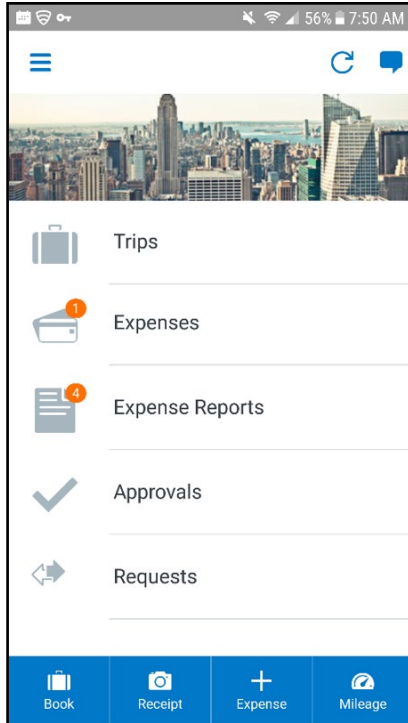 56% 7:50 AM
Trips
1
Expenses
4
Expense Reports
Approvals
Requests
Book Receipt Expense Mileage